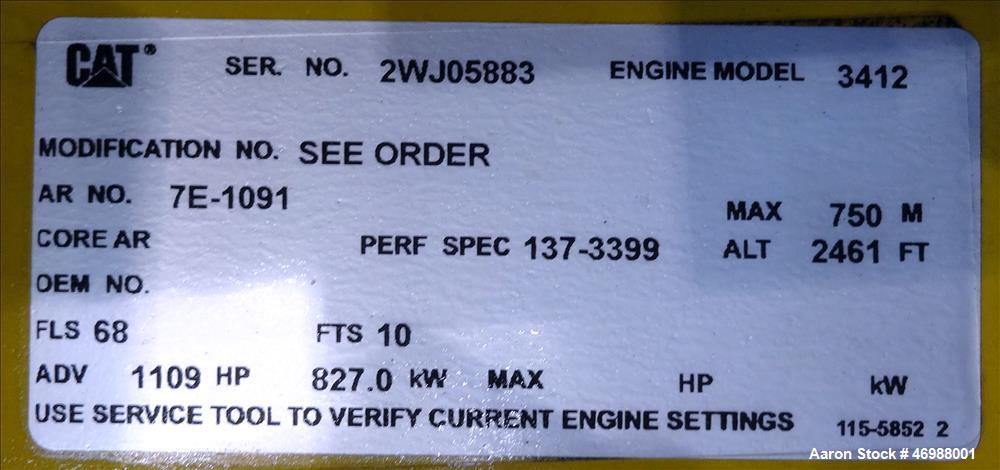 CAT® SER. NO. 2WJ05883 ENGINE MODEL 3412
MODIFICATION NO. SEE ORDER
AR NO. 7E-1091
MAX 750 M
CORE AR PERF SPEC 137-3399 ALT 2461 FT
OEM NO.
FLS 68 FTS 10
ADV 1109 HP 827.0 kW MAX HP kW
USE SERVICE TOOL TO VERIFY CURRENT ENGINE SETTINGS 115-5852 2
Aaron Stock # 46988001